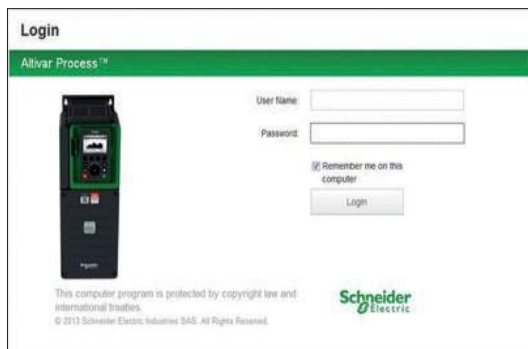 Login
Altivar Process™
User Name:
Password:
Remember me on this
computer
Login
This computer program is protected by copyright law and
international treaties.
© 2013 Schneider Electric Industries SAS. All Rights Reserved.
Schneider
Electric